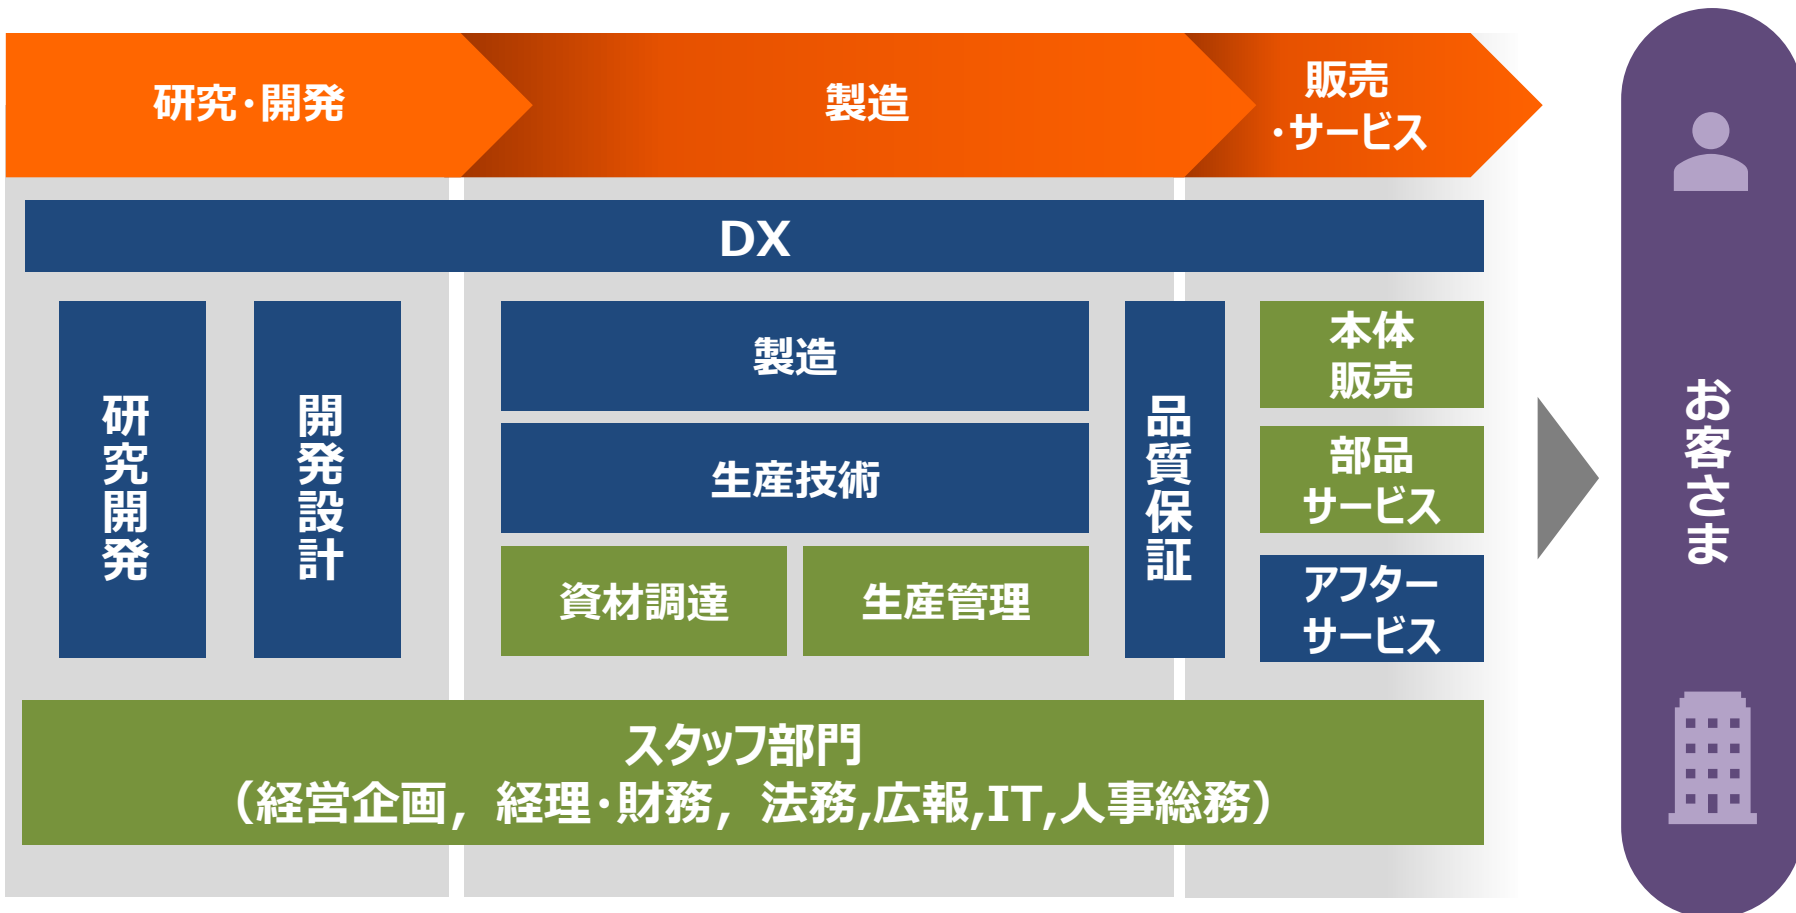 研究・開発
製造
販売
・サービス
DX
研究開発
開発設計
製造
生産技術
資材調達
生産管理
品質保証
本体
販売
部品
サービス
アフター
サービス
スタッフ部門
（経営企画，経理・財務，法務,広報,IT,人事総務）
お客さま